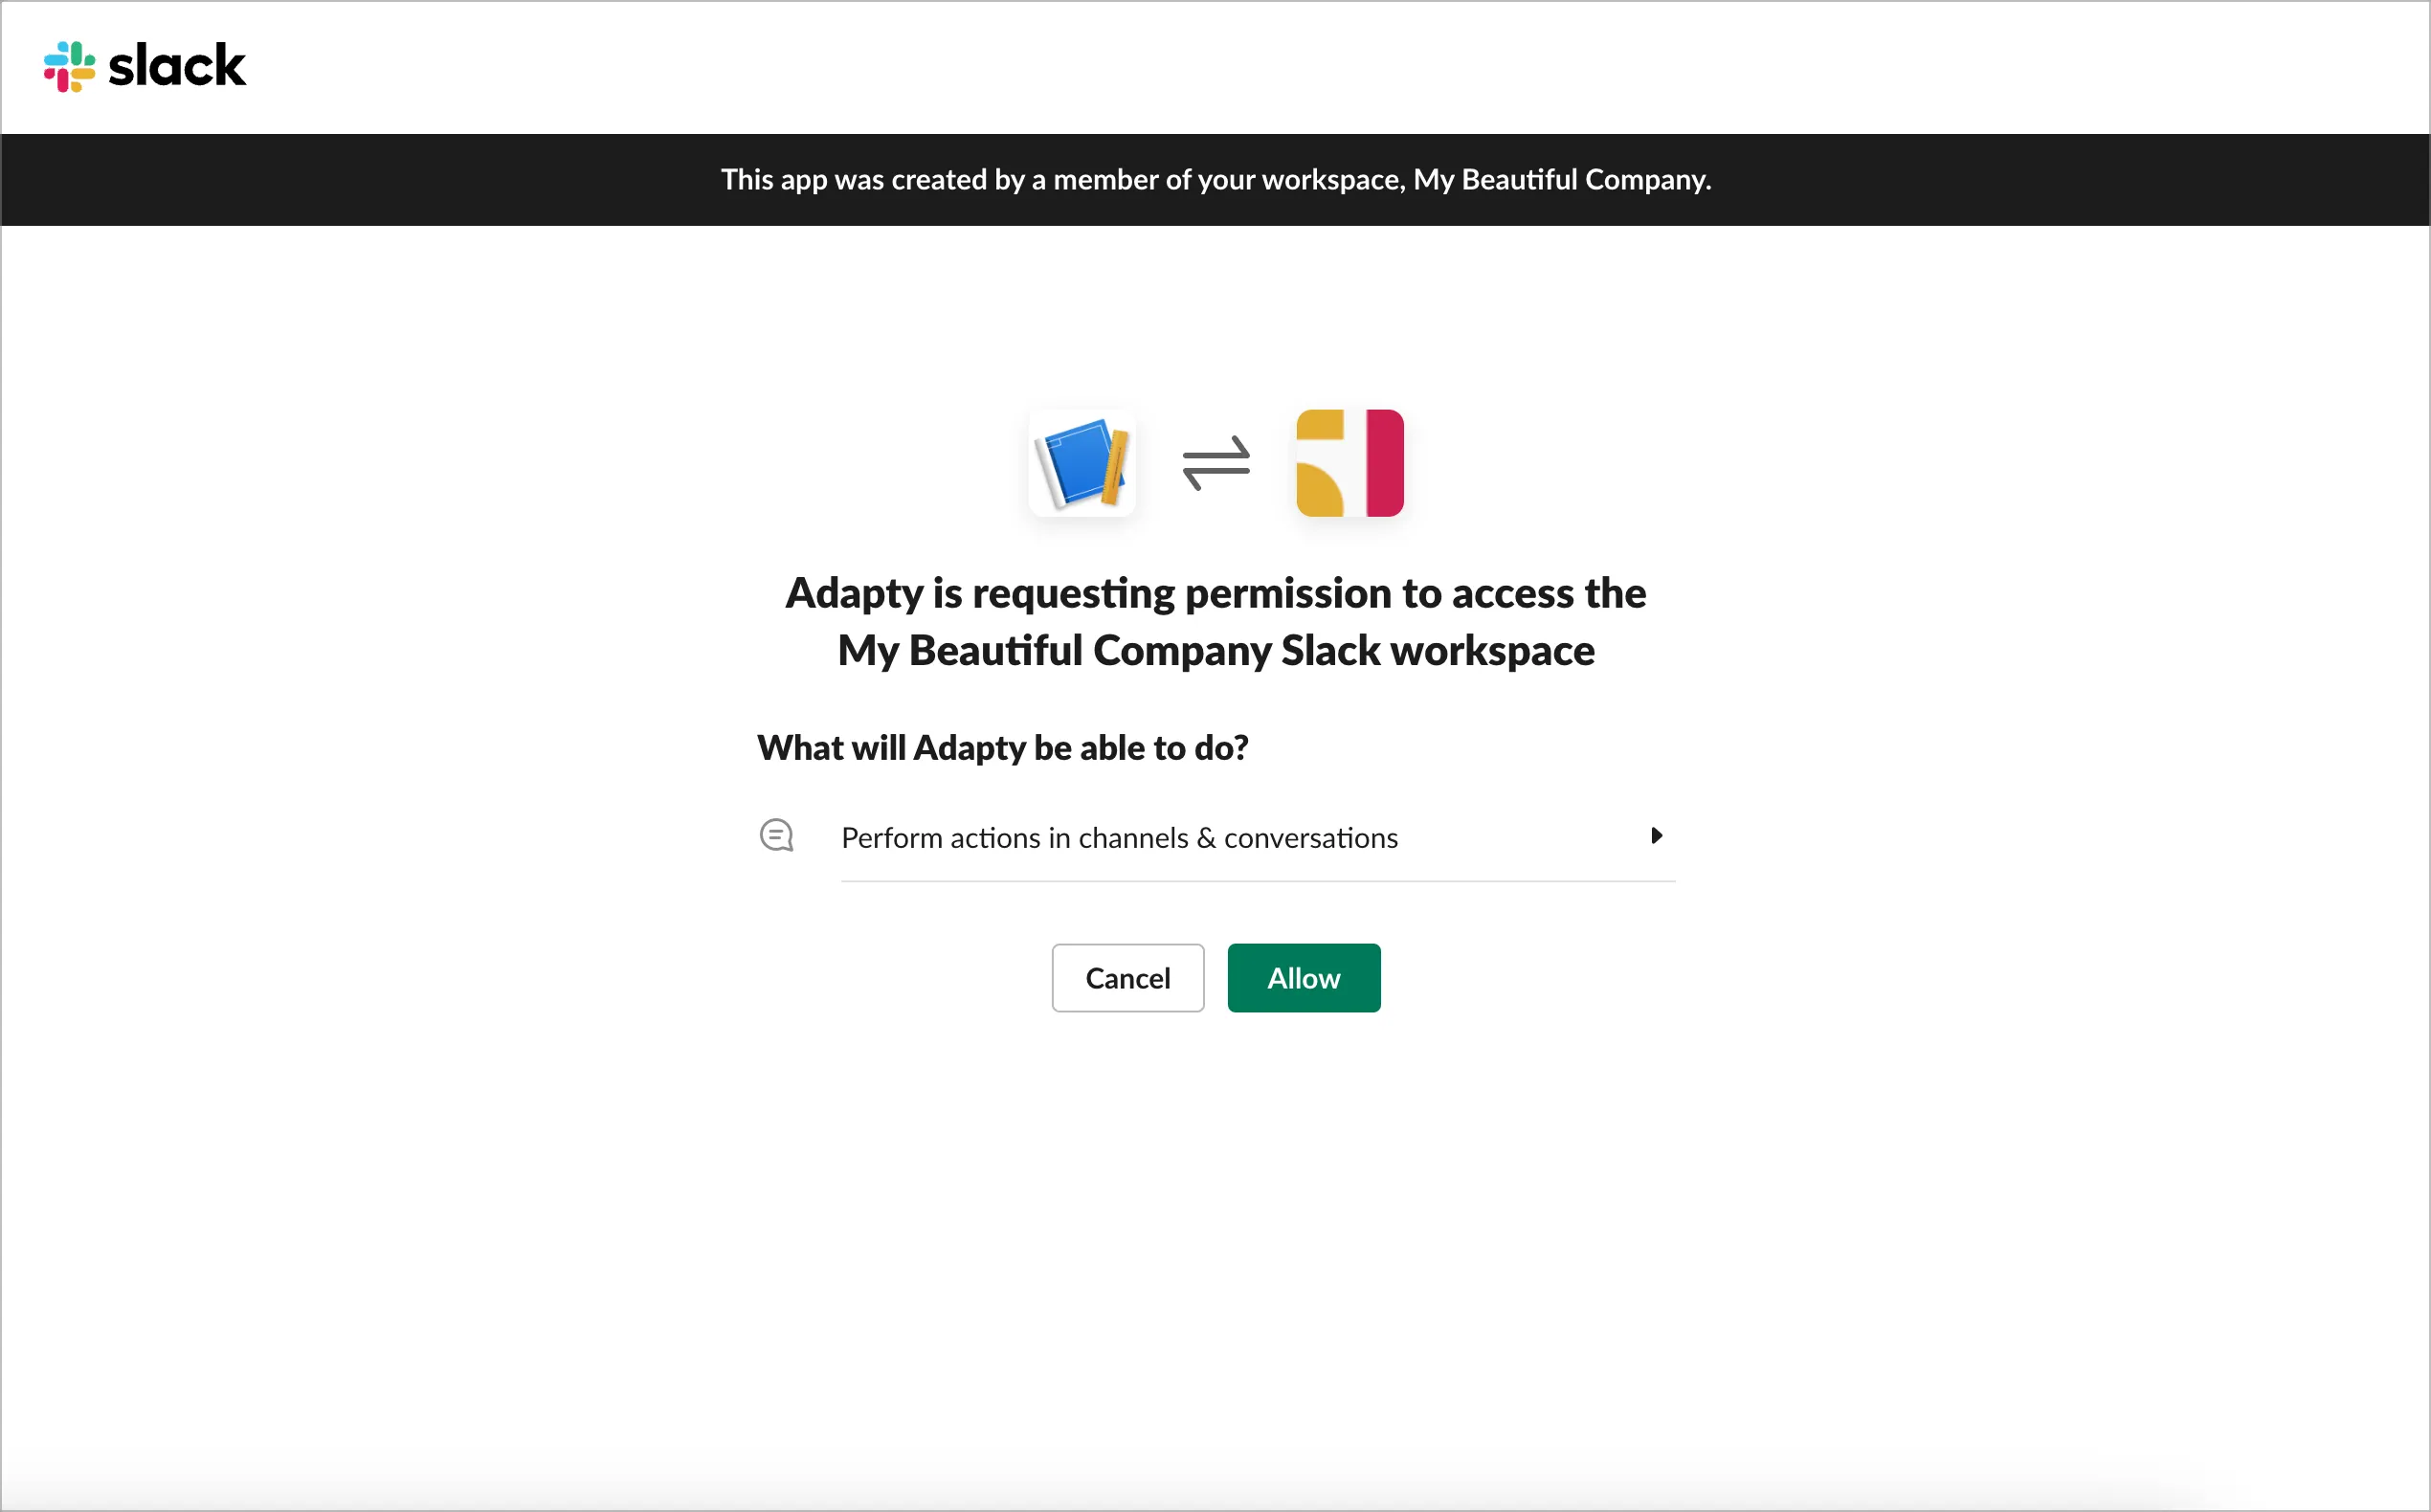 slack
This app was created by a member of your workspace, My Beautiful Company.
Adapty is requesting permission to access the
My Beautiful Company Slack workspace
What will Adapty be able to do?
Perform actions in channels & conversations
Cancel
Allow